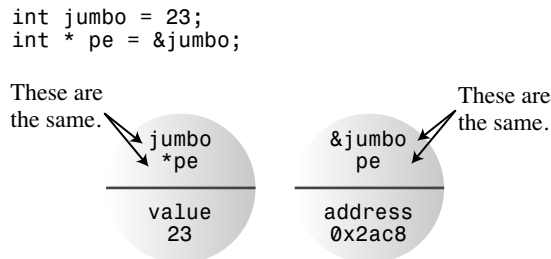 int jumbo = 23;
int * pe = &jumbo;
These are
the same.
jumbo
*pe
value
23
&jumbo
pe
address
0x2ac8
These are
the same.